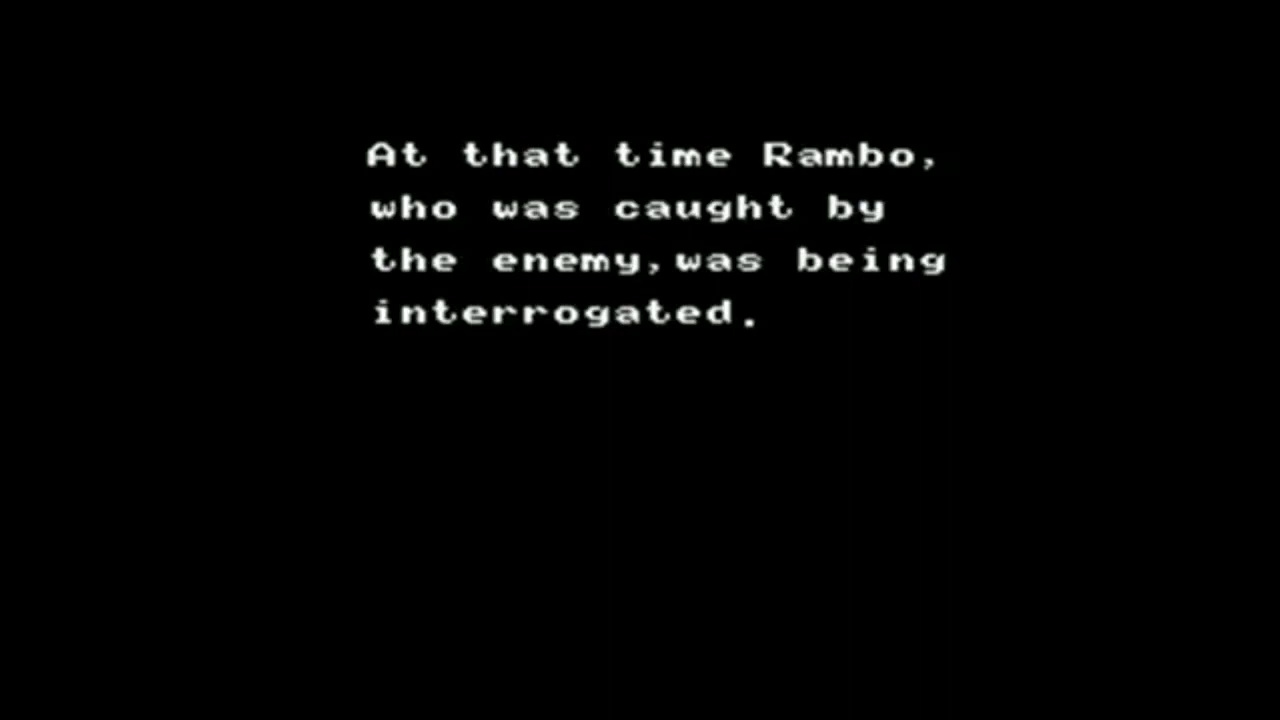 At that time Rambo,
who was caught by
the enemy,was being
interrogated.